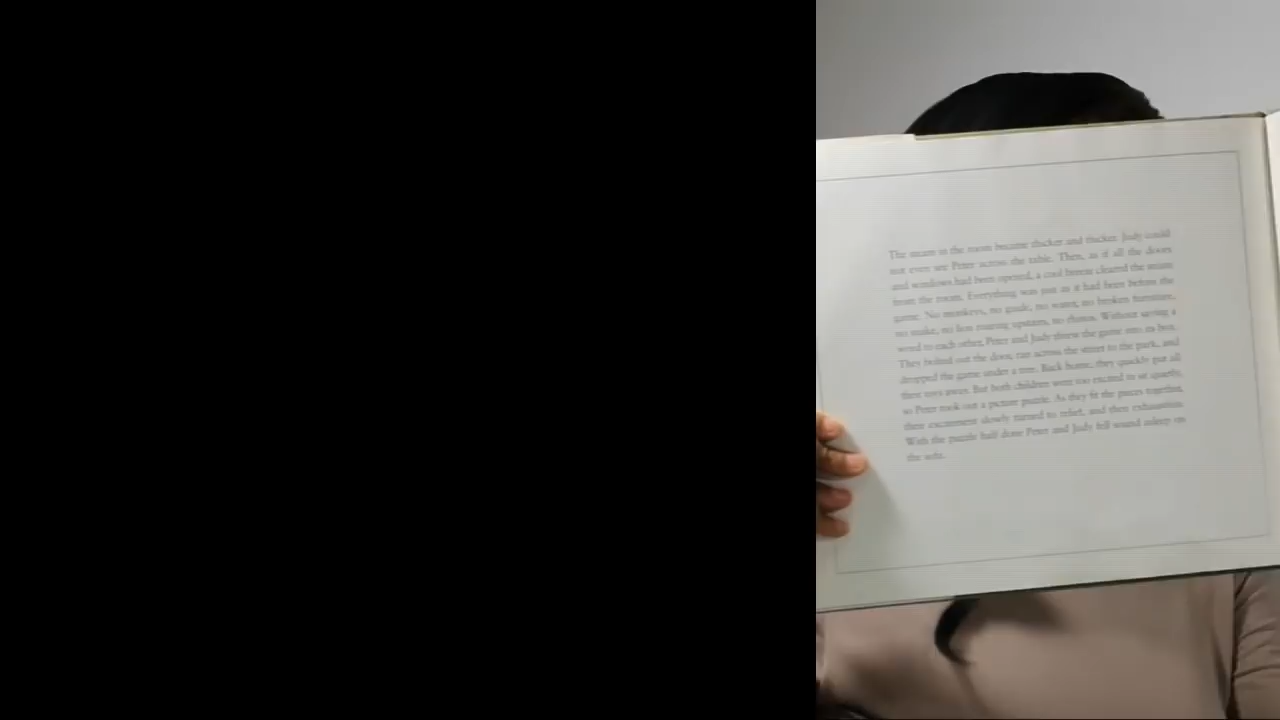 The steam in the room became thicker and thicker. Judy could
not even see Peter across the table. Then, as if all the doors
and windows had been opened, a cool breeze cleared the steam
from the room. Everything was just as it had been before the
game. No monkeys, no guide, no water, no broken furniture,
no snake, no lion roaring upstairs, no rhinos. Without saying a
word to each other, Peter and Judy threw the game into its box.
They bolted out the door, ran across the street to the park, and
dropped the game under a tree. Back home, they quickly put all
their toys away. But both children were too excited to sit quietly,
so Peter took out a picture puzzle. As they fit the pieces together,
their excitement slowly turned to relief, and then exhaustion.
With the puzzle half done Peter and Judy fell sound asleep on
the sofa.